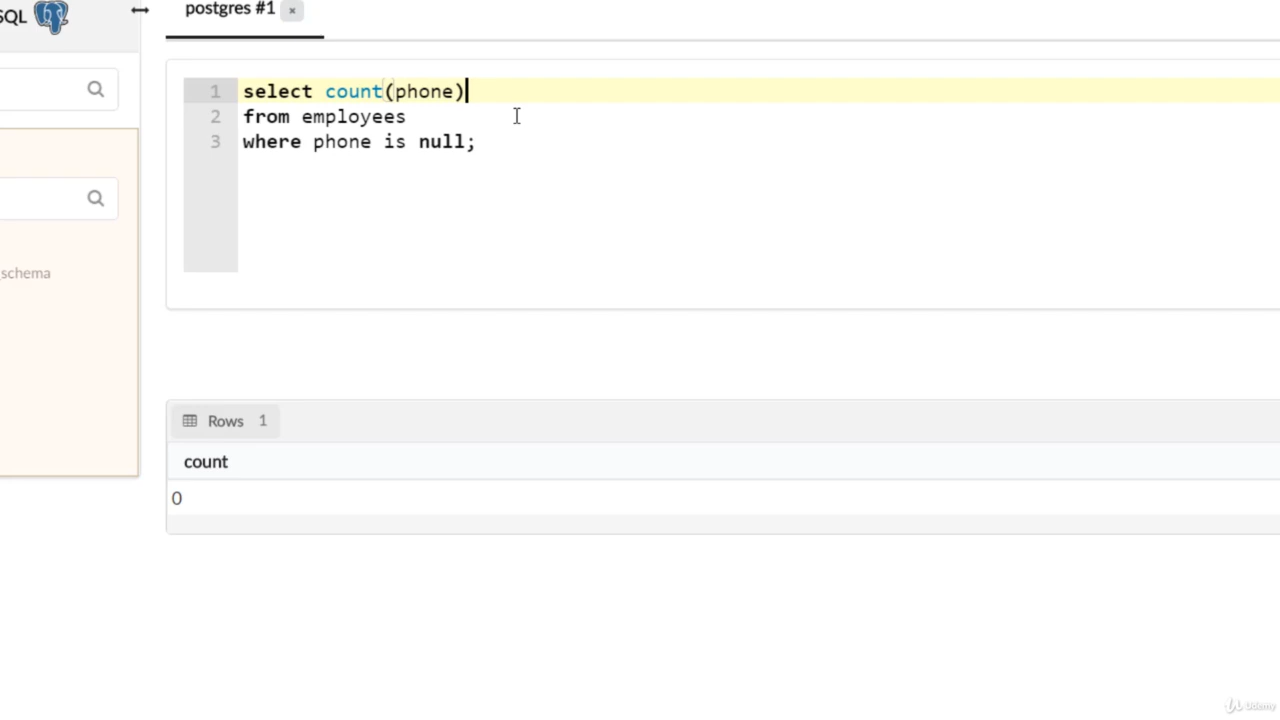 SQL
postgres #1 ×
1 select count(phone)
2 from employees
3 where phone is null;
schema
Rows 1
count
0
Udemy